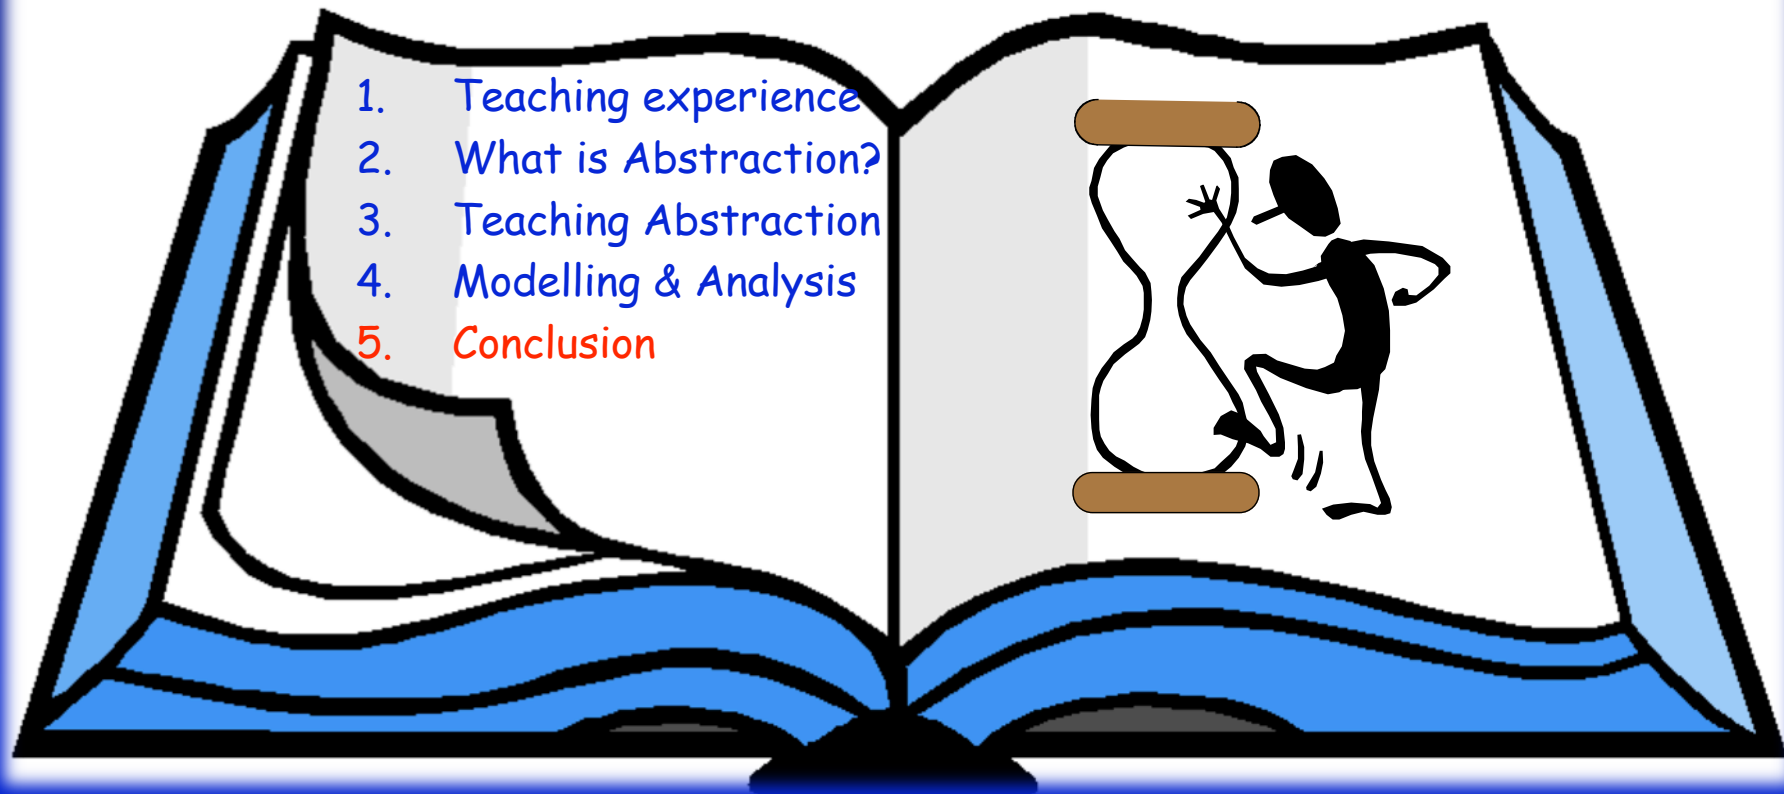 1. Teaching experience
2. What is Abstraction?
3. Teaching Abstraction
4. Modelling & Analysis
5. Conclusion